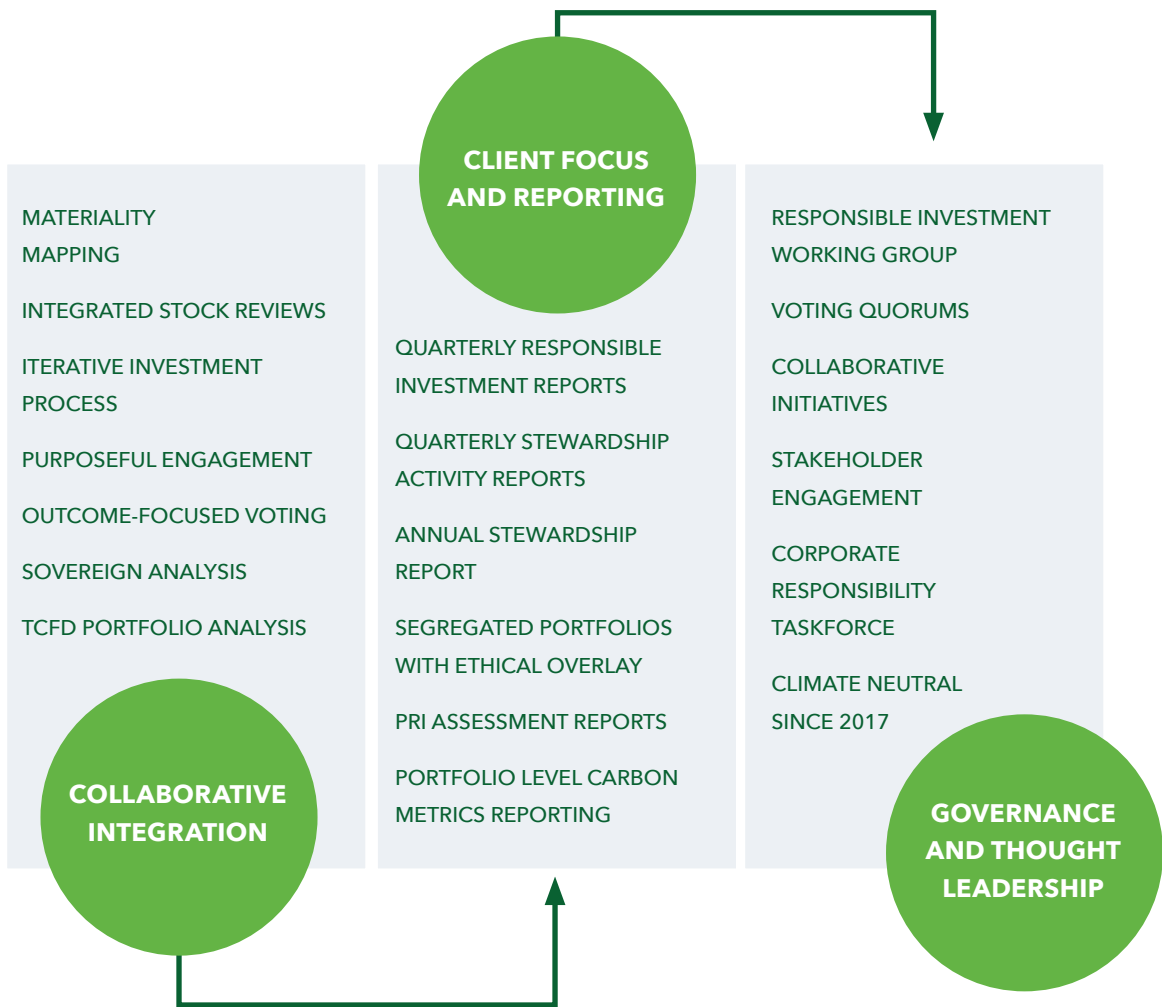 MATERIALITY
MAPPING
INTEGRATED STOCK REVIEWS
ITERATIVE INVESTMENT
PROCESS
PURPOSEFUL ENGAGEMENT
OUTCOME-FOCUSED VOTING
SOVEREIGN ANALYSIS
TCFD PORTFOLIO ANALYSIS
COLLABORATIVE
INTEGRATION
CLIENT FOCUS
AND REPORTING
QUARTERLY RESPONSIBLE
INVESTMENT REPORTS
QUARTERLY STEWARDSHIP
ACTIVITY REPORTS
ANNUAL STEWARDSHIP
REPORT
SEGREGATED PORTFOLIOS
WITH ETHICAL OVERLAY
PRI ASSESSMENT REPORTS
PORTFOLIO LEVEL CARBON
METRICS REPORTING
RESPONSIBLE INVESTMENT
WORKING GROUP
VOTING QUORUMS
COLLABORATIVE
INITIATIVES
STAKEHOLDER
ENGAGEMENT
CORPORATE
RESPONSIBILITY
TASKFORCE
CLIMATE NEUTRAL
SINCE 2017
GOVERNANCE
AND THOUGHT
LEADERSHIP